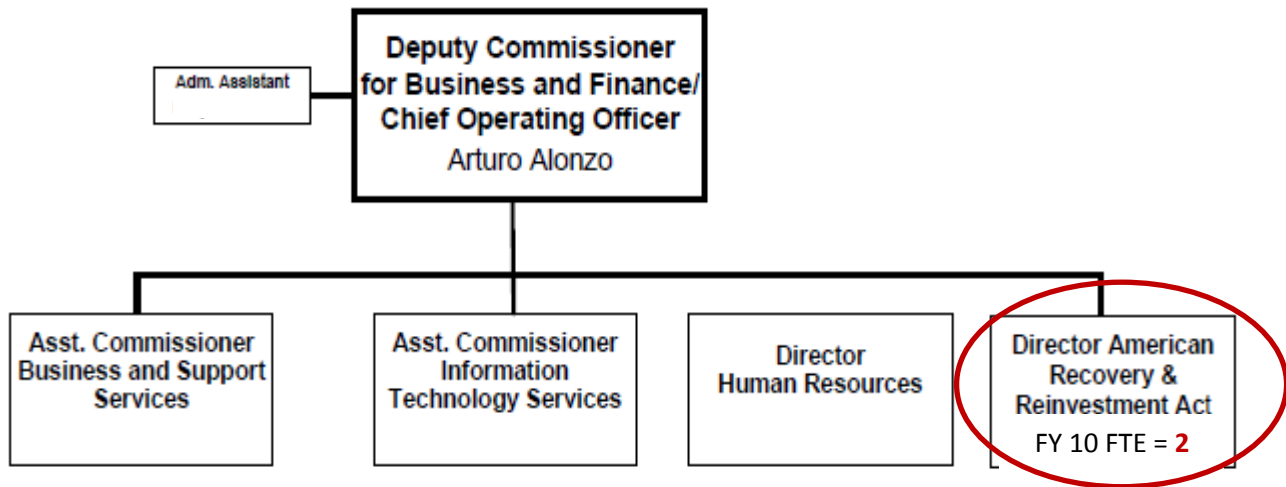 Deputy Commissioner
for Business and Finance/
Chief Operating Officer
Arturo Alonzo
Adm. Assistant
Asst. Commissioner
Business and Support
Services
Asst. Commissioner
Information
Technology Services
Director
Human Resources
Director American
Recovery &
Reinvestment Act
FY 10 FTE = 2